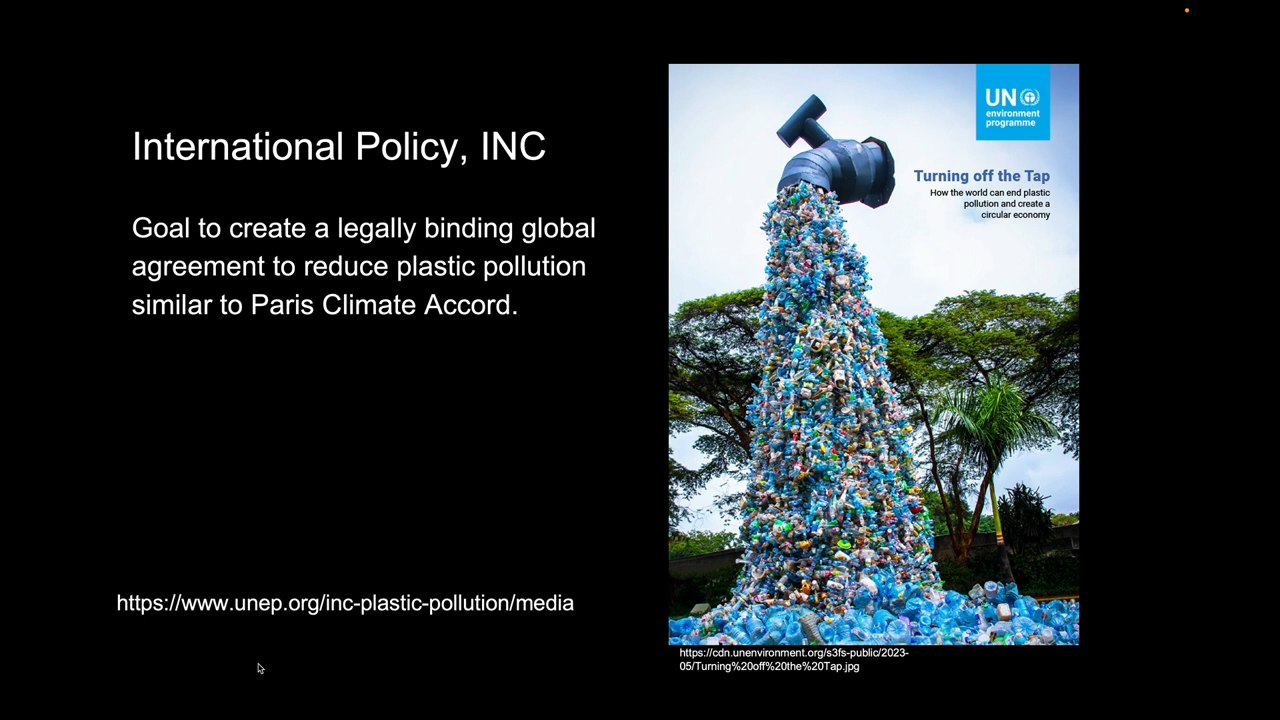 International Policy, INC
Goal to create a legally binding global
agreement to reduce plastic pollution
similar to Paris Climate Accord.
https://www.unep.org/inc-plastic-pollution/media
UN
environment
programme
Turning off the Tap
How the world can end plastic
pollution and create a
circular economy
https://cdn.unenvironment.org/s3fs-public/2023-
05/Turning%20off%20the%20Tap.jpg